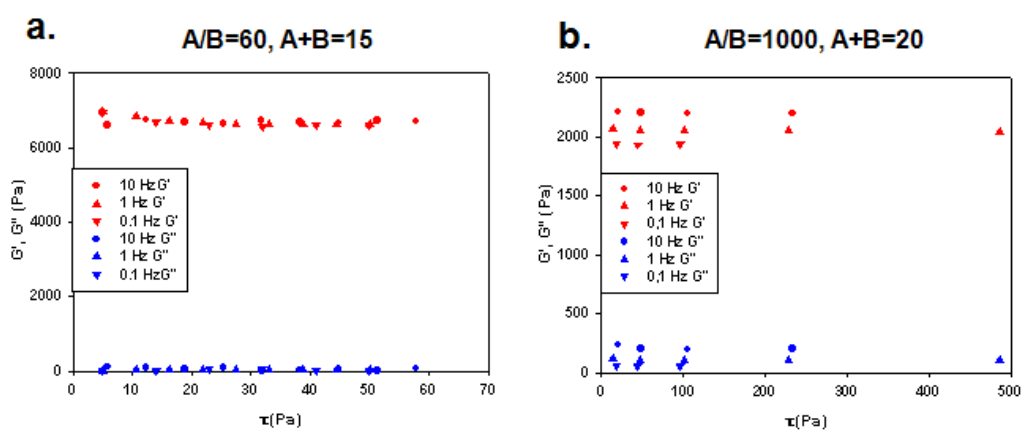 a.
A/B=60, A+B=15
8000
6000
4000
2000
0
G', G'' (Pa)
10 Hz G'
1 Hz G'
0.1 Hz G'
10 Hz G''
1 Hz G''
0.1 HzG''
0 10 20 30 40 50 60 70
τ(Pa)
b.
A/B=1000, A+B=20
2500
2000
1500
1000
500
0
G', G'' (Pa)
10 Hz G'
1 Hz G'
0,1 Hz G'
10 Hz G''
1 Hz G''
0,1 Hz G''
0 100 200 300 400 500
τ(Pa)